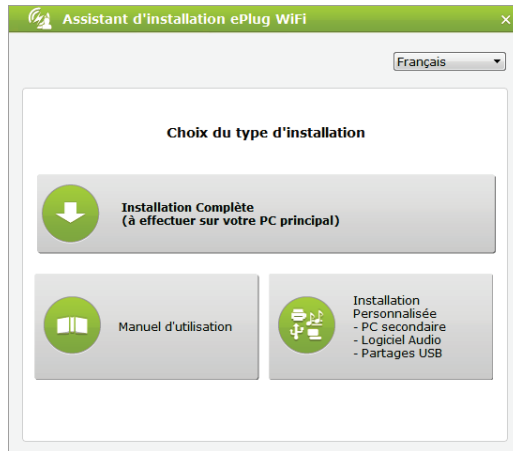 Assistant d'installation ePlug WiFi
Français
Choix du type d'installation
Installation Complète
(à effectuer sur votre PC principal)
Manuel d'utilisation
Installation
Personnalisée
- PC secondaire
- Logiciel Audio
- Partages USB